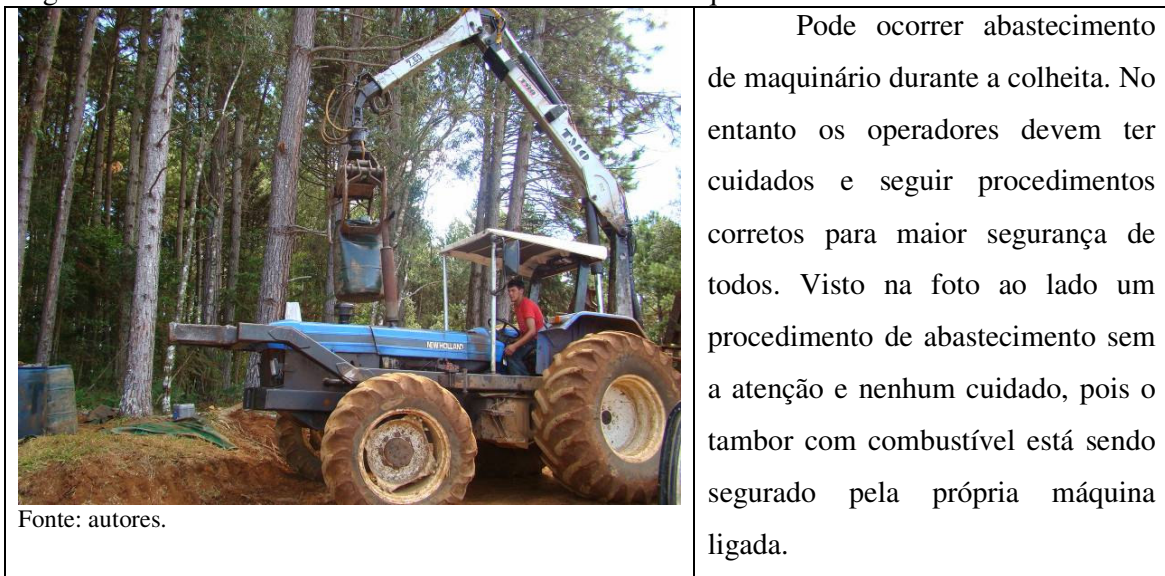 Pode ocorrer abastecimento
de maquinário durante a colheita. No
entanto os operadores devem ter
cuidados e seguir procedimentos
corretos para maior segurança de
todos. Visto na foto ao lado um
procedimento de abastecimento sem
a atenção e nenhum cuidado, pois o
tambor com combustível está sendo
segurado pela própria máquina
ligada.
TMO
NEW HOLLAND
Fonte: autores.